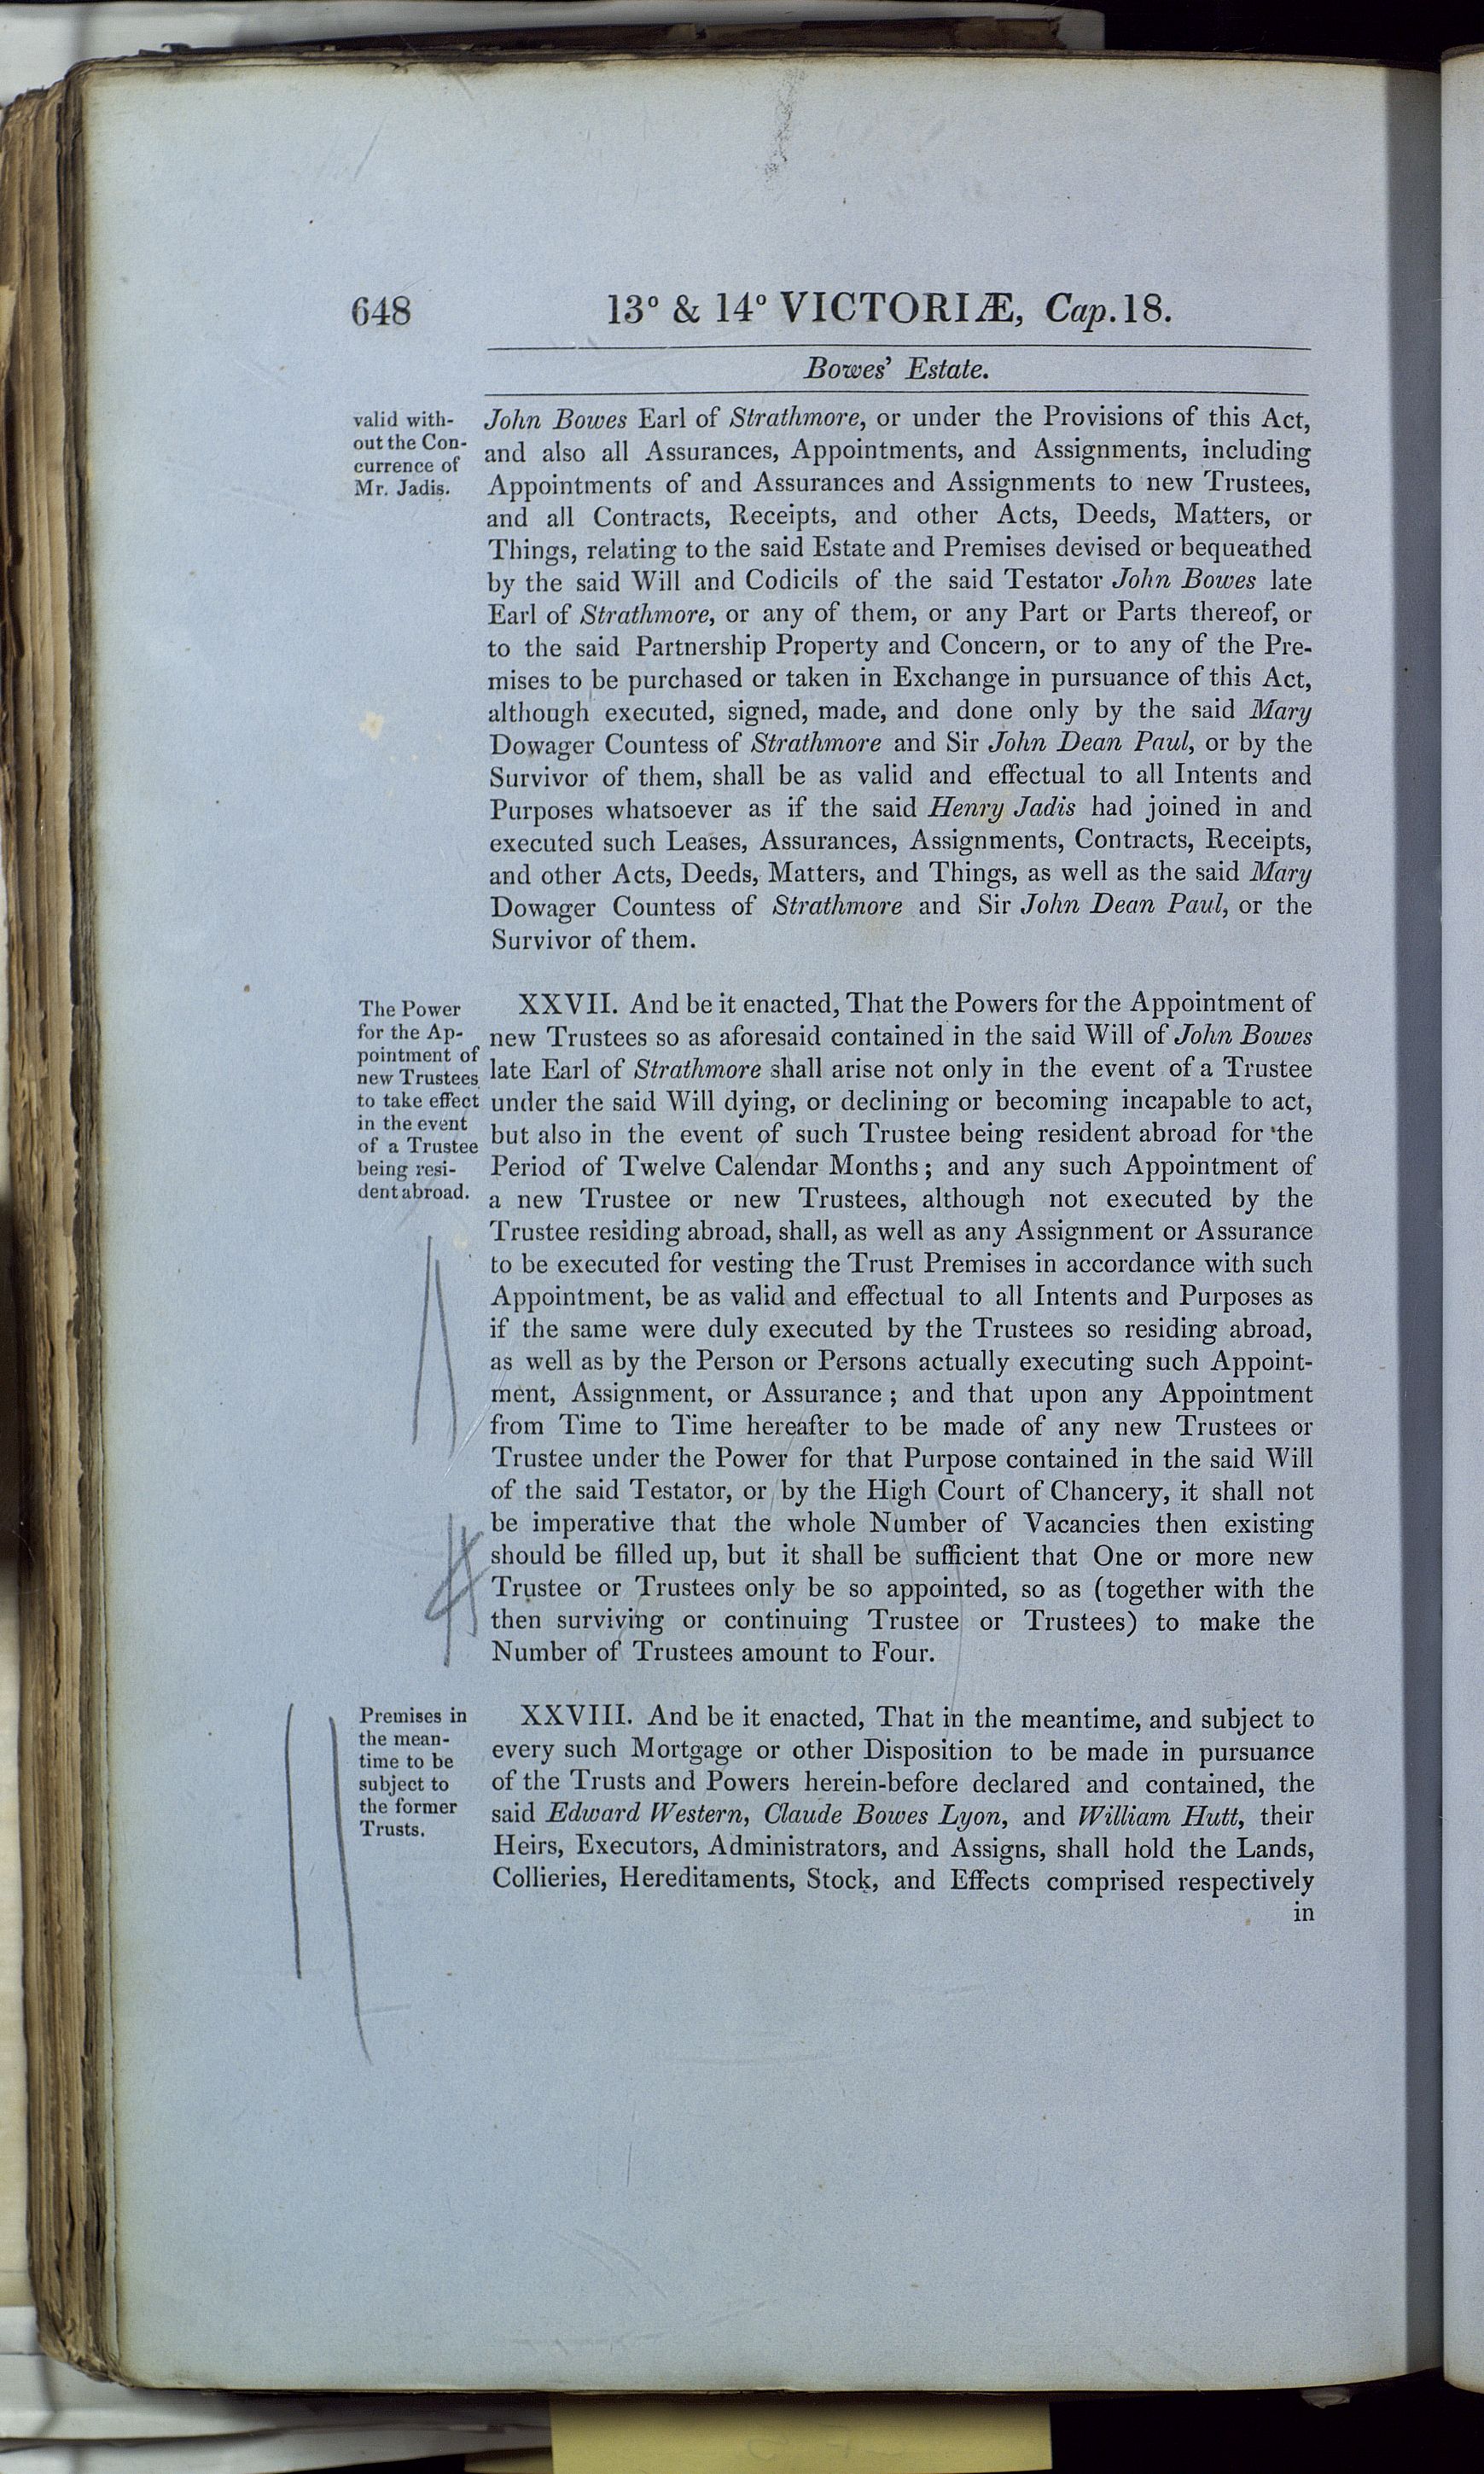 648
13° & 14° VICTORIÆ, Cap. 18.
Bowes' Estate.
valid with-
out the Con-
currence of
Mr. Jadis.
John Bowes Earl of Strathmore, or under the Provisions of this Act,
and also all Assurances, Appointments, and Assignments, including
Appointments of and Assurances and Assignments to new Trustees,
and all Contracts, Receipts, and other Acts, Deeds, Matters, or
Things, relating to the said Estate and Premises devised or bequeathed
by the said Will and Codicils of the said Testator John Bowes late
Earl of Strathmore, or any of them, or any Part or Parts thereof, or
to the said Partnership Property and Concern, or to any of the Pre-
mises to be purchased or taken in Exchange in pursuance of this Act,
although executed, signed, made, and done only by the said Mary
Dowager Countess of Strathmore and Sir John Dean Paul, or by the
Survivor of them, shall be as valid and effectual to all Intents and
Purposes whatsoever as if the said Henry Jadis had joined in and
executed such Leases, Assurances, Assignments, Contracts, Receipts,
and other Acts, Deeds, Matters, and Things, as well as the said Mary
Dowager Countess of Strathmore and Sir John Dean Paul, or the
Survivor of them.
The Power
for the Ap-
pointment of
new Trustees
to take effect
in the event
of a Trustee
being resi-
dent abroad.
XXVII. And be it enacted, That the Powers for the Appointment of
new Trustees so as aforesaid contained in the said Will of John Bowes
late Earl of Strathmore shall arise not only in the event of a Trustee
under the said Will dying, or declining or becoming incapable to act,
but also in the event of such Trustee being resident abroad for the
Period of Twelve Calendar Months; and any such Appointment of
a new Trustee or new Trustees, although not executed by the
Trustee residing abroad, shall, as well as any Assignment or Assurance
to be executed for vesting the Trust Premises in accordance with such
Appointment, be as valid and effectual to all Intents and Purposes as
if the same were duly executed by the Trustees so residing abroad,
as well as by the Person or Persons actually executing such Appoint-
ment, Assignment, or Assurance; and that upon any Appointment
from Time to Time hereafter to be made of any new Trustees or
Trustee under the Power for that Purpose contained in the said Will
of the said Testator, or by the High Court of Chancery, it shall not
be imperative that the whole Number of Vacancies then existing
should be filled up, but it shall be sufficient that One or more new
Trustee or Trustees only be so appointed, so as (together with the
then surviving or continuing Trustee or Trustees) to make the
Number of Trustees amount to Four.
Premises in
the mean-
time to be
subject to
the former
Trusts.
XXVIII. And be it enacted, That in the meantime, and subject to
every such Mortgage or other Disposition to be made in pursuance
of the Trusts and Powers herein-before declared and contained, the
said Edward Western, Claude Bowes Lyon, and William Hutt, their
Heirs, Executors, Administrators, and Assigns, shall hold the Lands,
Collieries, Hereditaments, Stock, and Effects comprised respectively
in